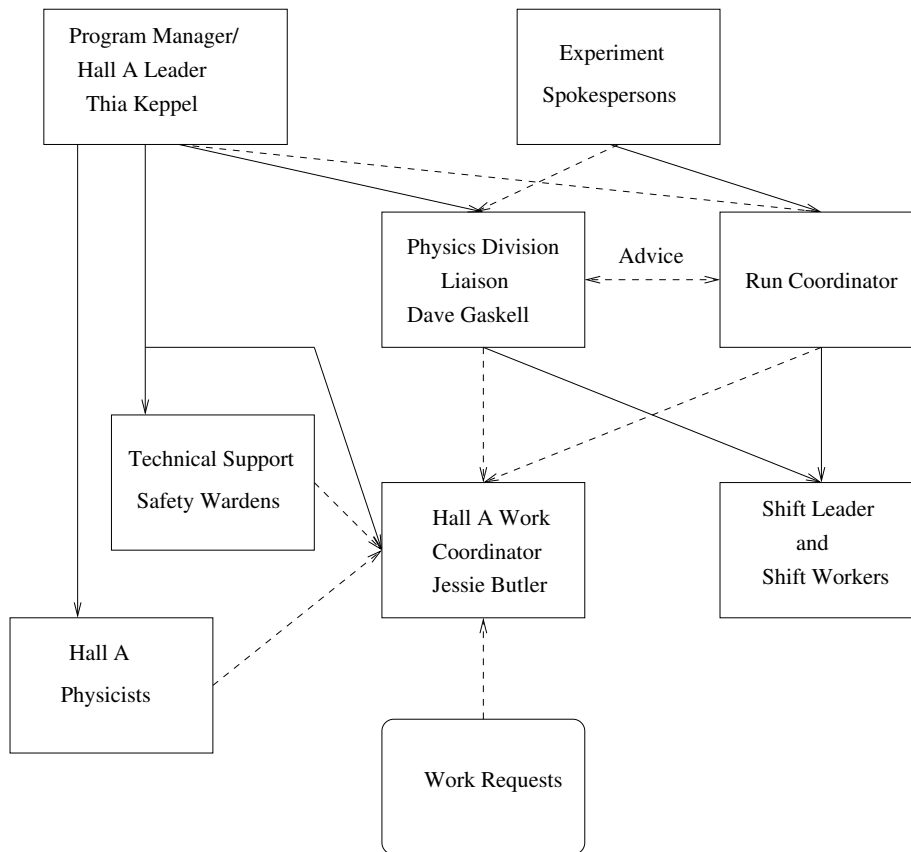 Program Manager/
Hall A Leader
Thia Keppel
Experiment
Spokespersons
Physics Division
Liaison
Dave Gaskell
Advice
Run Coordinator
Technical Support
Safety Wardens
Hall A Work
Coordinator
Jessie Butler
Shift Leader
and
Shift Workers
Hall A
Physicists
Work Requests